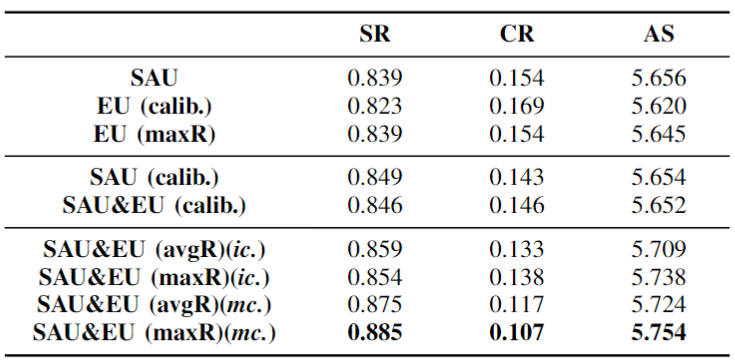 SR CR AS
SAU 0.839 0.154 5.656
EU (calib.) 0.823 0.169 5.620
EU (maxR) 0.839 0.154 5.645
SAU (calib.) 0.849 0.143 5.654
SAU&EU (calib.) 0.846 0.146 5.652
SAU&EU (avgR)(ic.) 0.859 0.133 5.709
SAU&EU (maxR)(ic.) 0.854 0.138 5.738
SAU&EU (avgR)(mc.) 0.875 0.117 5.724
SAU&EU (maxR)(mc.) 0.885 0.107 5.754